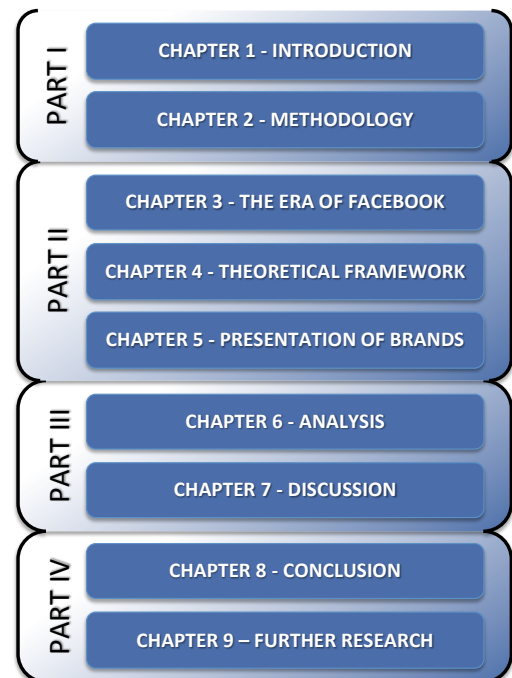 PART I
CHAPTER 1 - INTRODUCTION
CHAPTER 2 - METHODOLOGY
PART II
CHAPTER 3 - THE ERA OF FACEBOOK
CHAPTER 4 - THEORETICAL FRAMEWORK
CHAPTER 5 - PRESENTATION OF BRANDS
PART III
CHAPTER 6 - ANALYSIS
CHAPTER 7 - DISCUSSION
PART IV
CHAPTER 8 - CONCLUSION
CHAPTER 9 – FURTHER RESEARCH